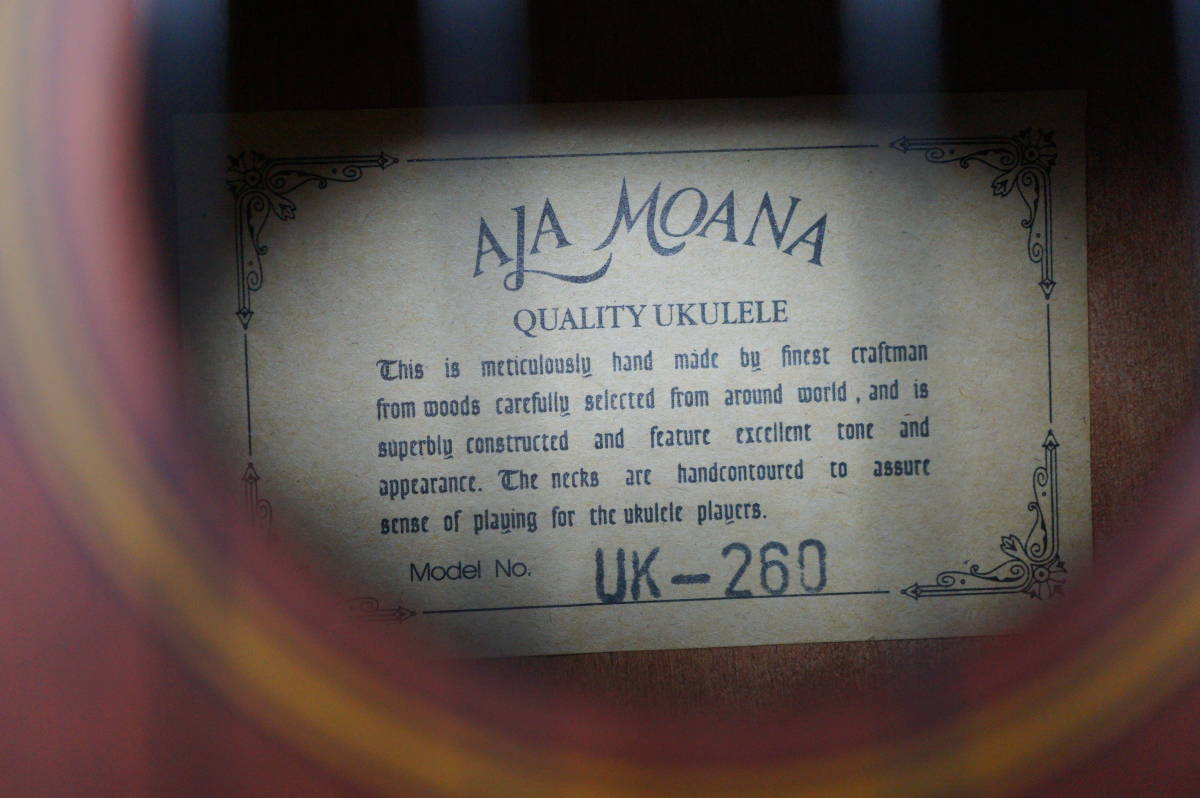 ALA MOANA
QUALITY UKULELE
This is meticulously hand made by finest craftman
from woods carefully selected from around world , and is
superbly constructed and feature excellent tone and
appearance. The necks are handcontoured to assure
sense of playing for the ukulele players.
Model No. UK-260